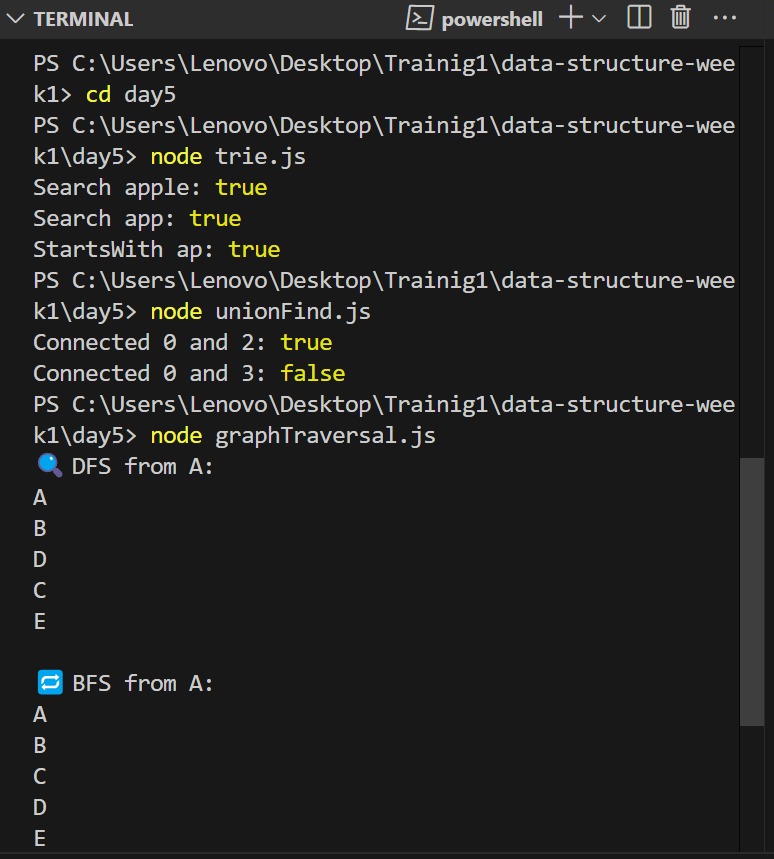 TERMINAL
powershell
PS C:\Users\Lenovo\Desktop\Trainig1\data-structure-wee
k1> cd day5
PS C:\Users\Lenovo\Desktop\Trainig1\data-structure-wee
k1\day5> node trie.js
Search apple: true
Search app: true
StartsWith ap: true
PS C:\Users\Lenovo\Desktop\Trainig1\data-structure-wee
k1\day5> node unionFind.js
Connected 0 and 2: true
Connected 0 and 3: false
PS C:\Users\Lenovo\Desktop\Trainig1\data-structure-wee
k1\day5> node graphTraversal.js
🔍 DFS from A:
A
B
D
C
E
🔁 BFS from A:
A
B
C
D
E